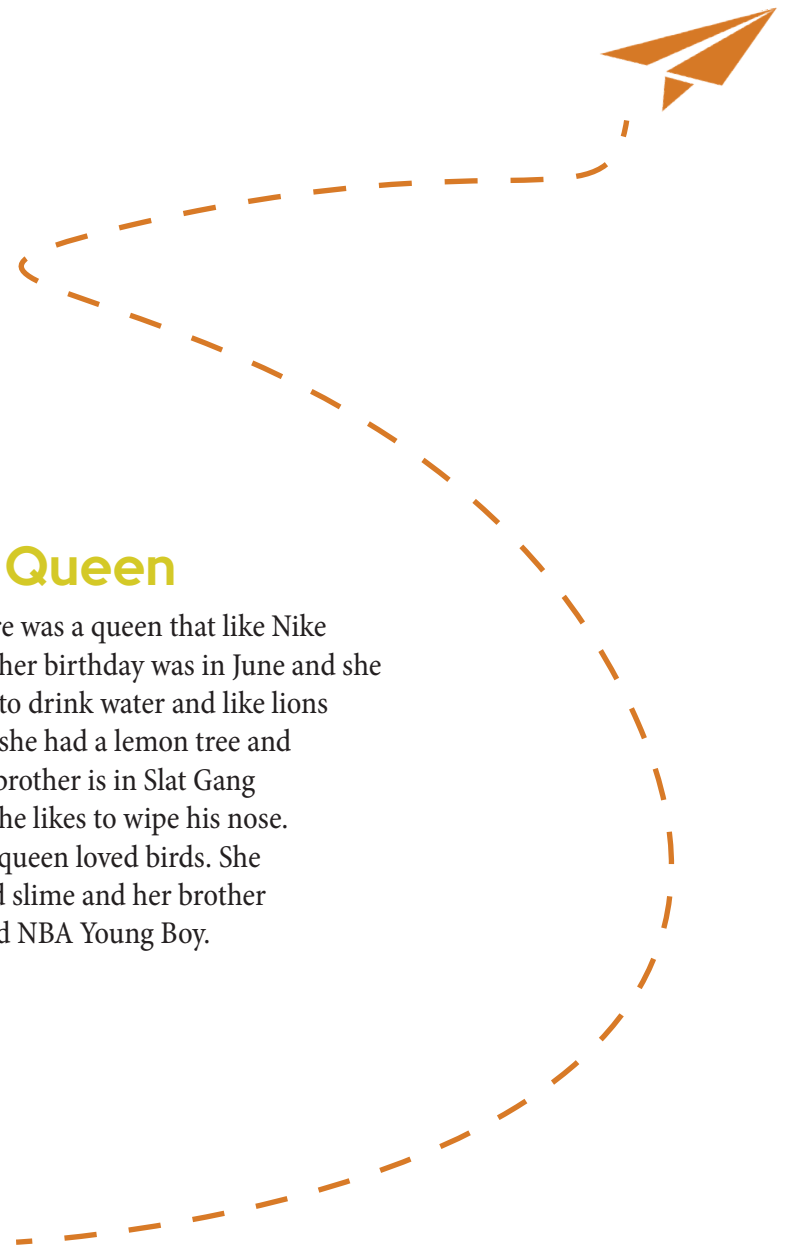 Queen
re was a queen that like Nike
her birthday was in June and she
to drink water and like lions
she had a lemon tree and
brother is in Slat Gang
he likes to wipe his nose.
queen loved birds. She
d slime and her brother
d NBA Young Boy.